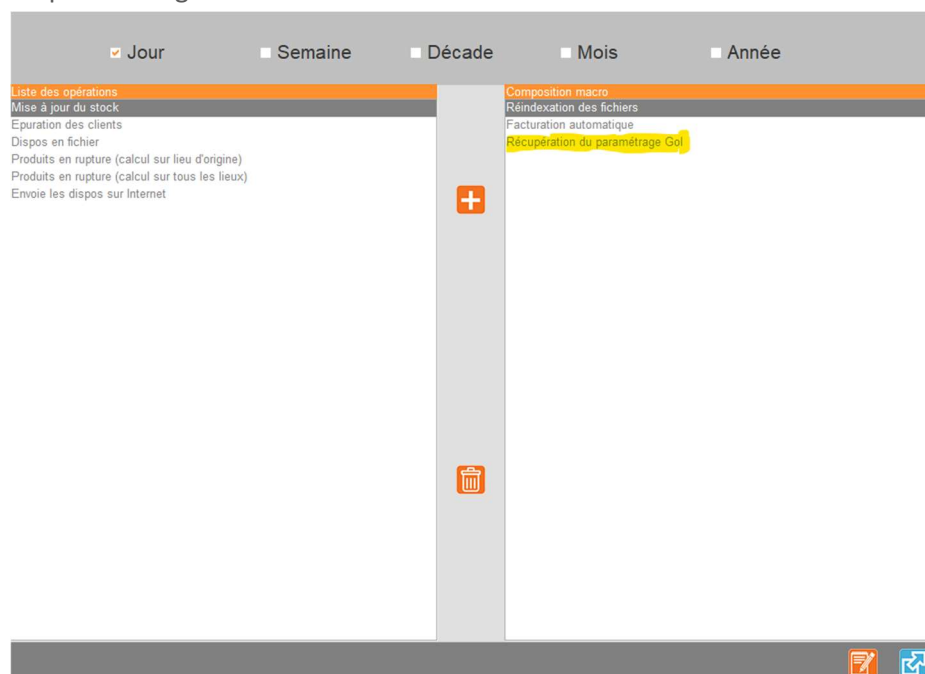 Jour Semaine Décade Mois Année
Liste des opérations
Mise à jour du stock
Epuration des clients
Dispos en fichier
Produits en rupture (calcul sur lieu d'origine)
Produits en rupture (calcul sur tous les lieux)
Envoie les dispos sur Internet
Composition macro
Réindexation des fichiers
Facturation automatique
Récupération du paramétrage Gol